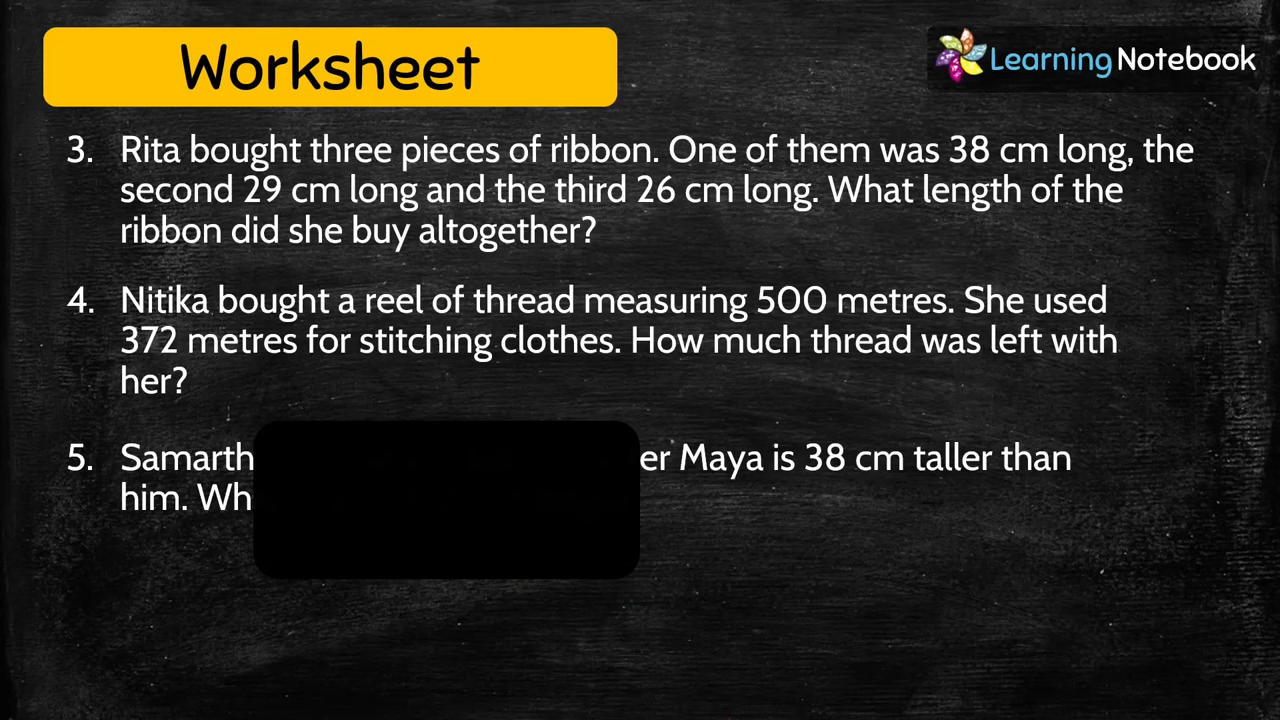 Worksheet
Learning Notebook
3. Rita bought three pieces of ribbon. One of them was 38 cm long, the
second 29 cm long and the third 26 cm long. What length of the
ribbon did she buy altogether?
4. Nitika bought a reel of thread measuring 500 metres. She used
372 metres for stitching clothes. How much thread was left with
her?
5. Samarth Maya is 38 cm taller than
him.